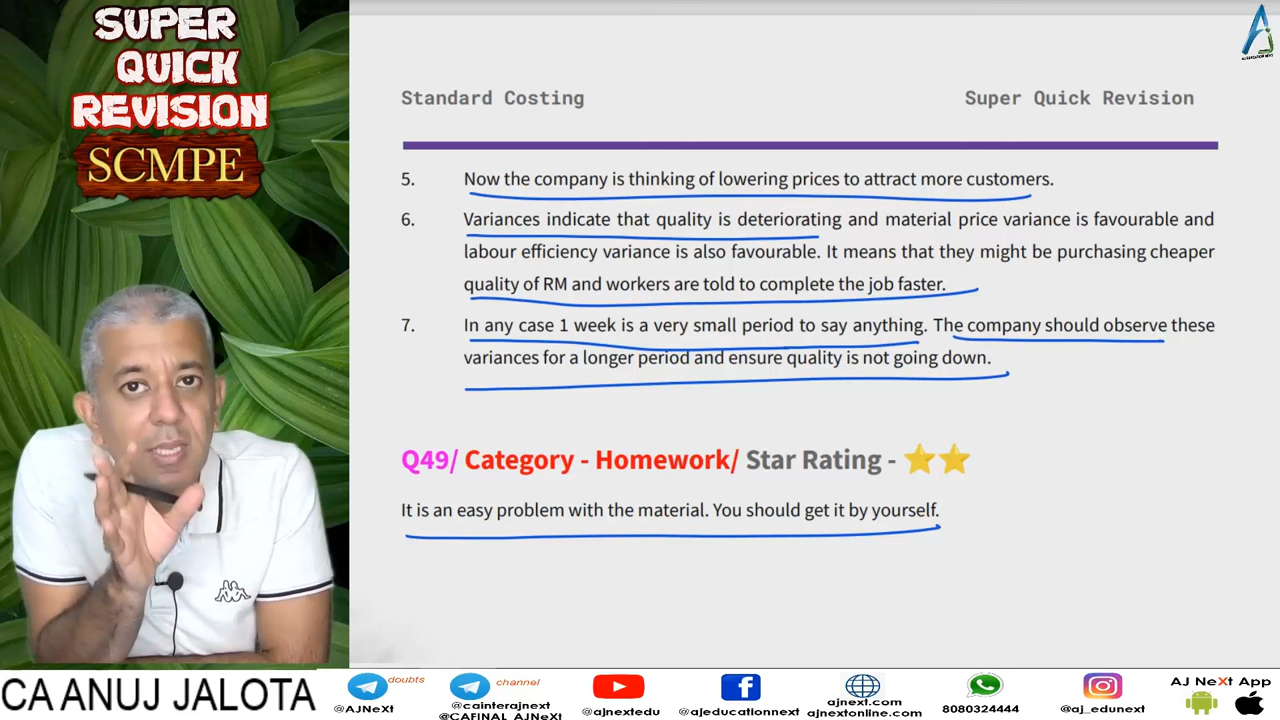 SUPER
QUICK
REVISION
SCMPE
Standard Costing
Super Quick Revision
5. Now the company is thinking of lowering prices to attract more customers.
6. Variances indicate that quality is deteriorating and material price variance is favourable and
labour efficiency variance is also favourable. It means that they might be purchasing cheaper
quality of RM and workers are told to complete the job faster.
7. In any case 1 week is a very small period to say anything. The company should observe these
variances for a longer period and ensure quality is not going down.
Q49/ Category - Homework/ Star Rating - ⭐⭐
It is an easy problem with the material. You should get it by yourself.
CA ANUJ JALOTA
doubts
@AJNeXt
channel
@cainterajnext
@CAFINAL_AJNeXt
@ajnextedu
@ajeducationnext
ajnext.com
ajnextonline.com
8080324444
@aj_edunext
AJ NeXt App